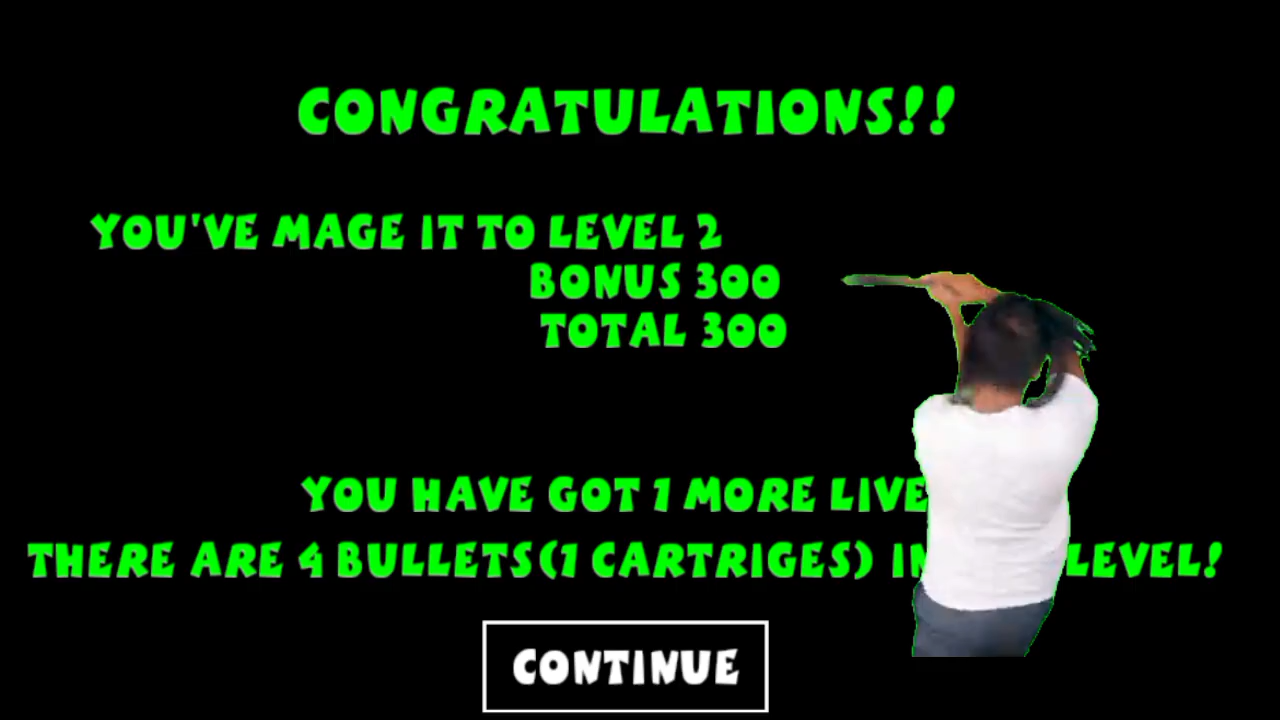 CONGRATULATIONS!!
YOU'VE MAGE IT TO LEVEL 2
BONUS 300
TOTAL 300
YOU HAVE GOT 1 MORE LIVE
THERE ARE 4 BULLETS(1 CARTRIGES) LEVEL!
CONTINUE